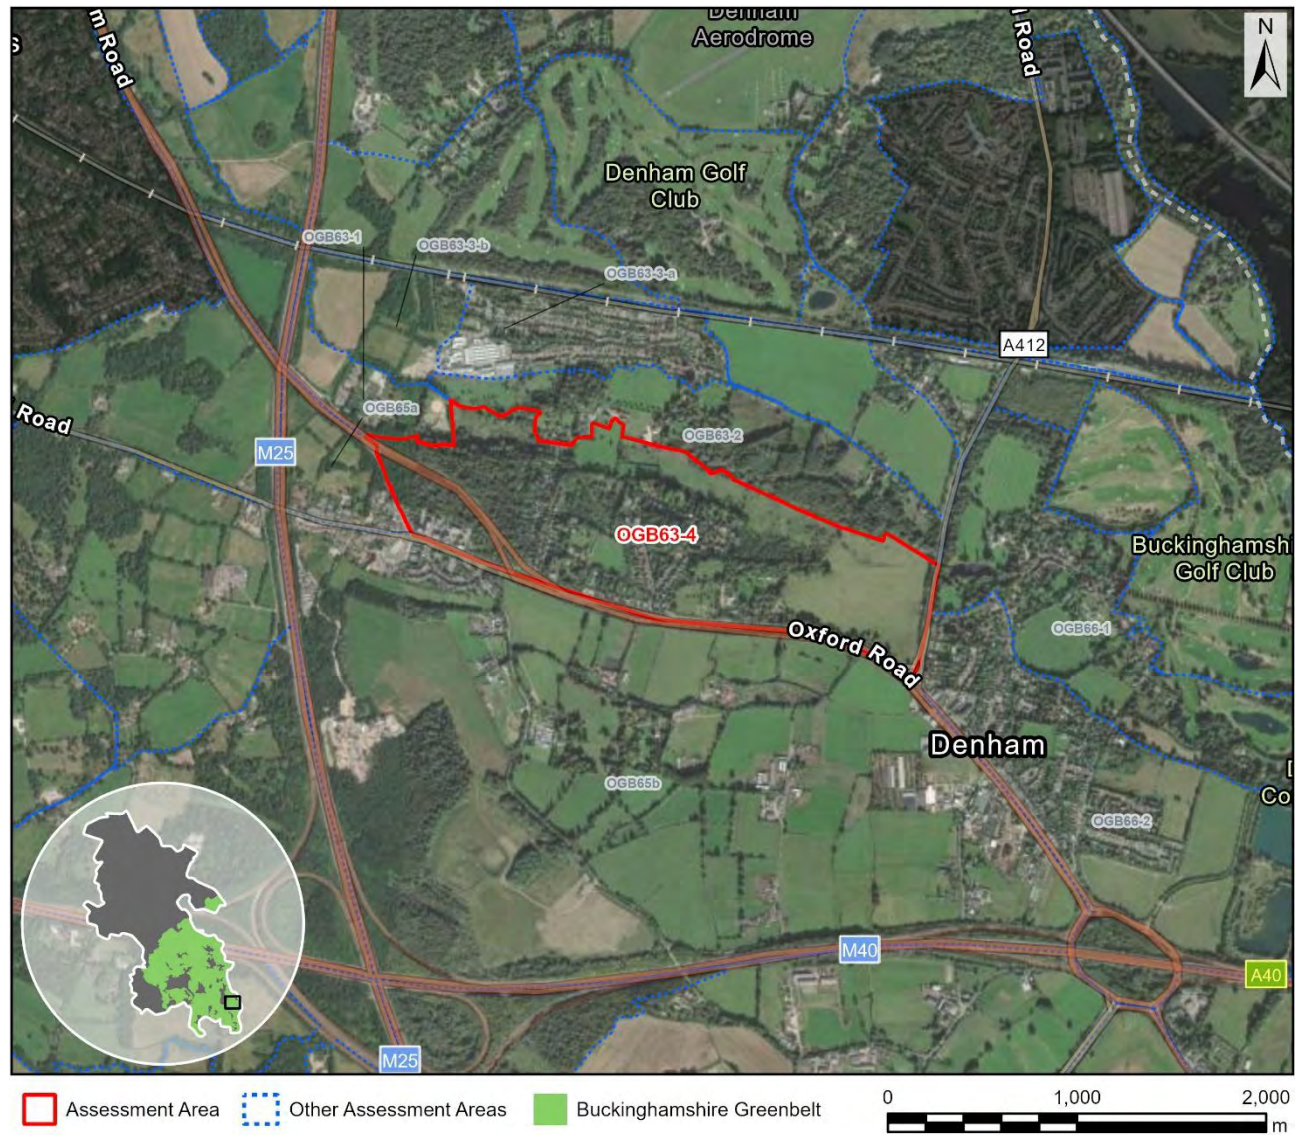 Denham
Aerodrome
N
m Road
l Road
s
Denham Golf
Club
OGB63-1
OGB63-3-b
OGB63-3-a
A412
OGB65a
Road
M25
OGB63-2
OGB63-4
Buckinghamshi
Golf Club
Oxford Road
OGB66-1
Denham
OGB65b
Co
OGB66-2
M40
A40
M25
Assessment Area
Other Assessment Areas
Buckinghamshire Greenbelt
0 1,000 2,000
m